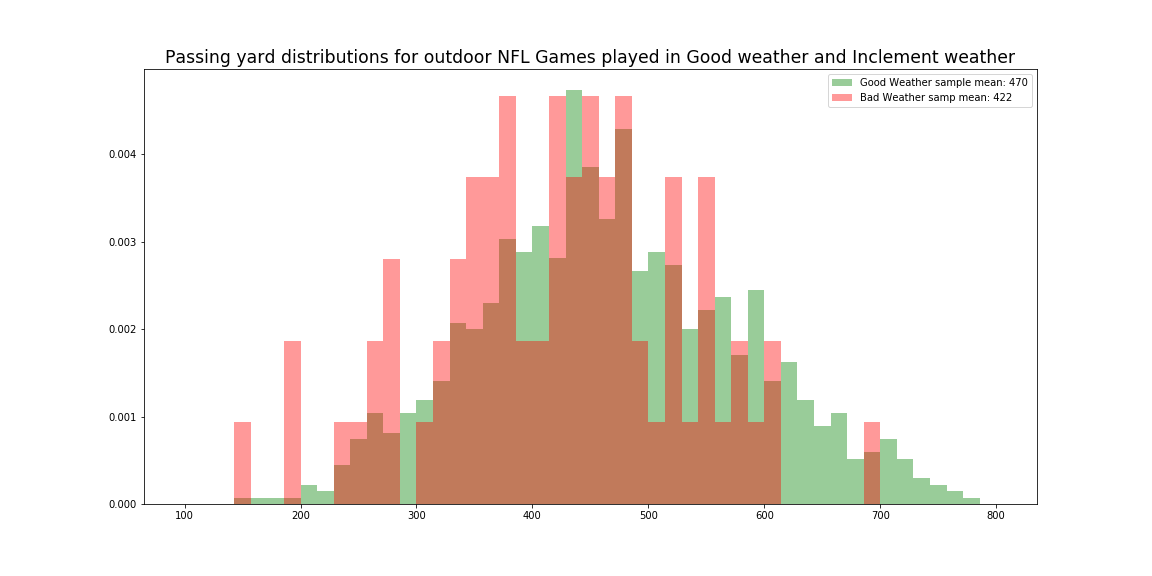 Passing yard distributions for outdoor NFL Games played in Good weather and Inclement weather
Good Weather sample mean: 470
Bad Weather samp mean: 422
0.004
0.003
0.002
0.001
0.000
100 200 300 400 500 600 700 800